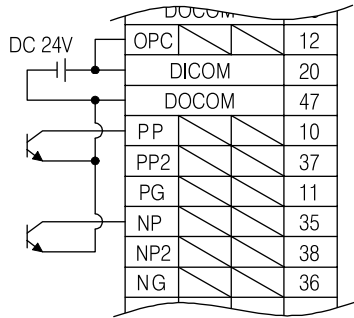 DOCOM
DC 24V
OPC 12
DICOM 20
DOCOM 47
PP 10
PP2 37
PG 11
NP 35
NP2 38
NG 36